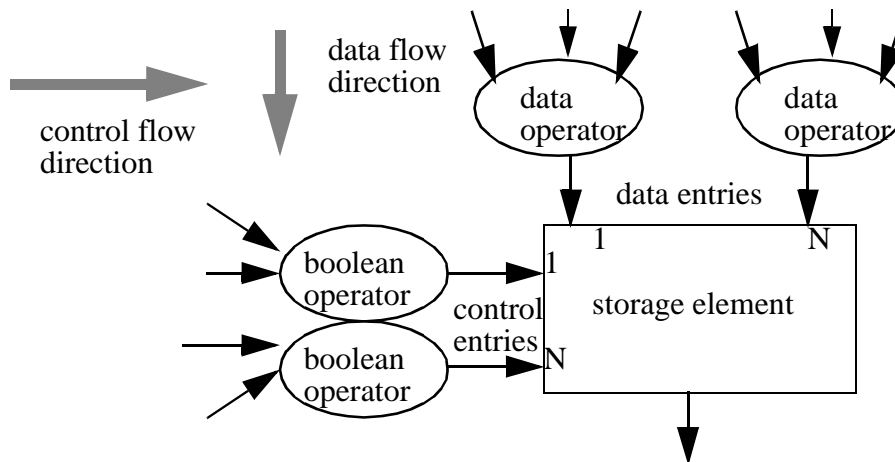 data flow
direction
control flow
direction
data
operator
data
operator
data entries
1
N
boolean
operator
1
storage element
control
entries
boolean
operator
N